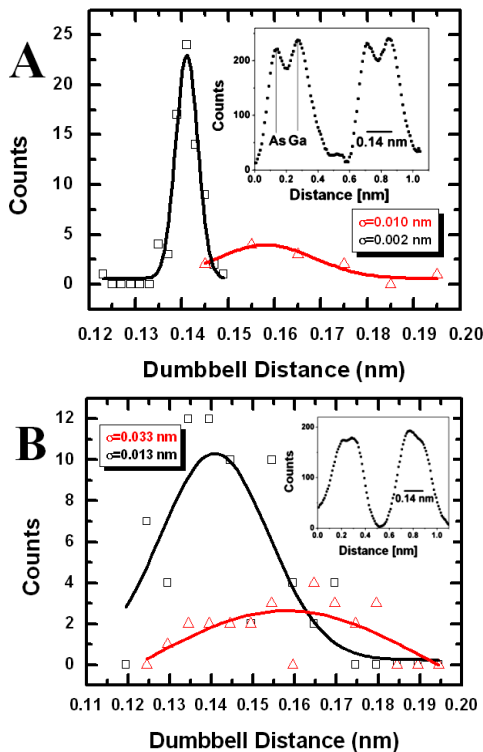 A
25
20
15
10
5
0
Counts
0.12 0.13 0.14 0.15 0.16 0.17 0.18 0.19 0.20
Dumbbell Distance (nm)
200
100
0
Counts
As Ga
0.14 nm
0.0 0.2 0.4 0.6 0.8 1.0
Distance [nm]
σ=0.010 nm
σ=0.002 nm
B
12
10
8
6
4
2
0
Counts
0.11 0.12 0.13 0.14 0.15 0.16 0.17 0.18 0.19 0.20
Dumbbell Distance (nm)
σ=0.033 nm
σ=0.013 nm
200
100
0
Counts
0.14 nm
0.0 0.2 0.4 0.6 0.8 1.0
Distance [nm]